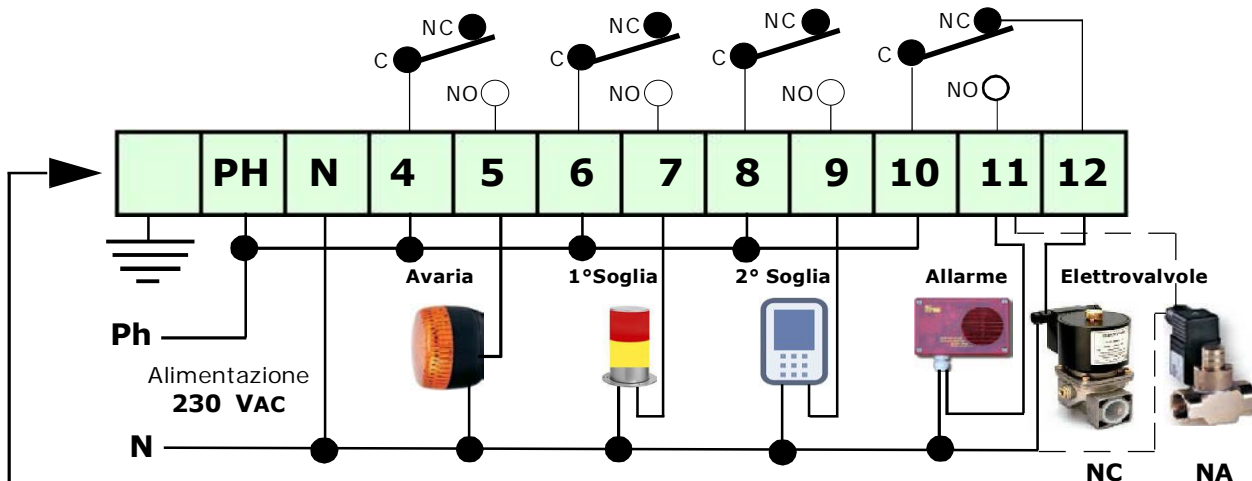 NC NC NC NC
C C C C
NO NO NO NO
PH N 4 5 6 7 8 9 10 11 12
Avaria 1°Soglia 2° Soglia Allarme Elettrovalvole
Ph
Alimentazione
230 VAC
N
NC NA